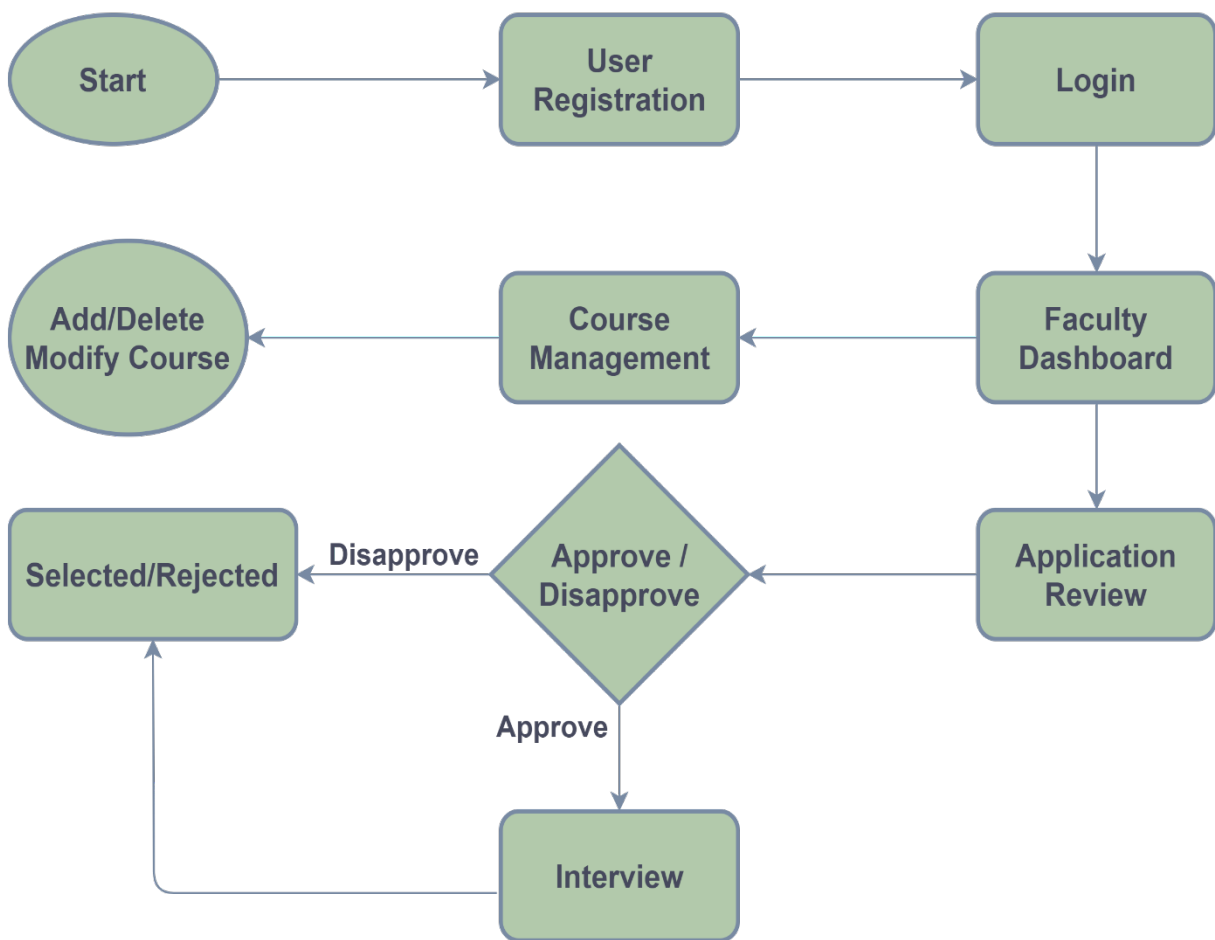 Start
User
Registration
Login
Add/Delete
Modify Course
Course
Management
Faculty
Dashboard
Selected/Rejected
Disapprove
Approve /
Disapprove
Application
Review
Approve
Interview